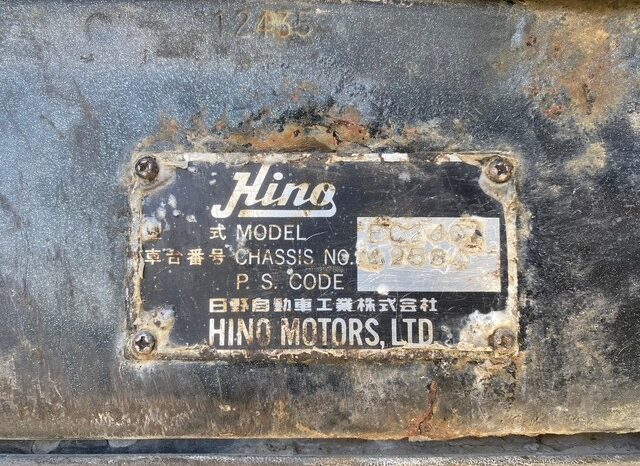 12435
Hino
式 MODEL
車台番号 CHASSIS NO.
P. S. CODE
日野自動車工業株式会社
HINO MOTORS, LTD